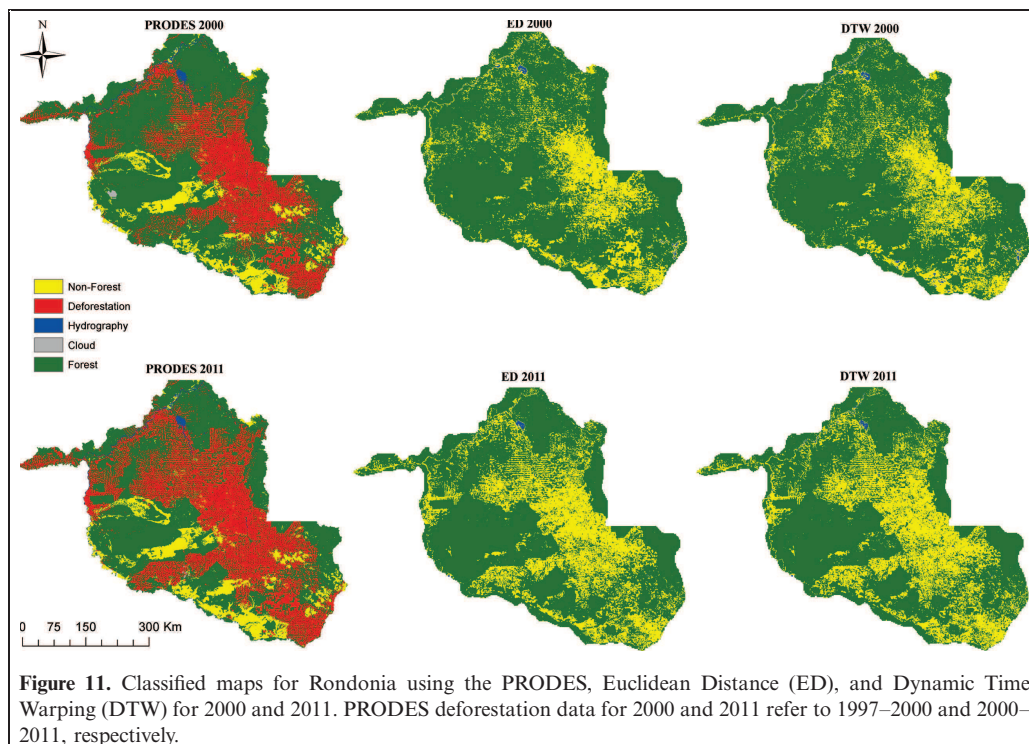 N
PRODES 2000
ED 2000
DTW 2000
Non-Forest
Deforestation
Hydrography
Cloud
Forest
PRODES 2011
ED 2011
DTW 2011
0 75 150 300 Km
Figure 11. Classified maps for Rondonia using the PRODES, Euclidean Distance (ED), and Dynamic Time
Warping (DTW) for 2000 and 2011. PRODES deforestation data for 2000 and 2011 refer to 1997–2000 and 2000–
2011, respectively.